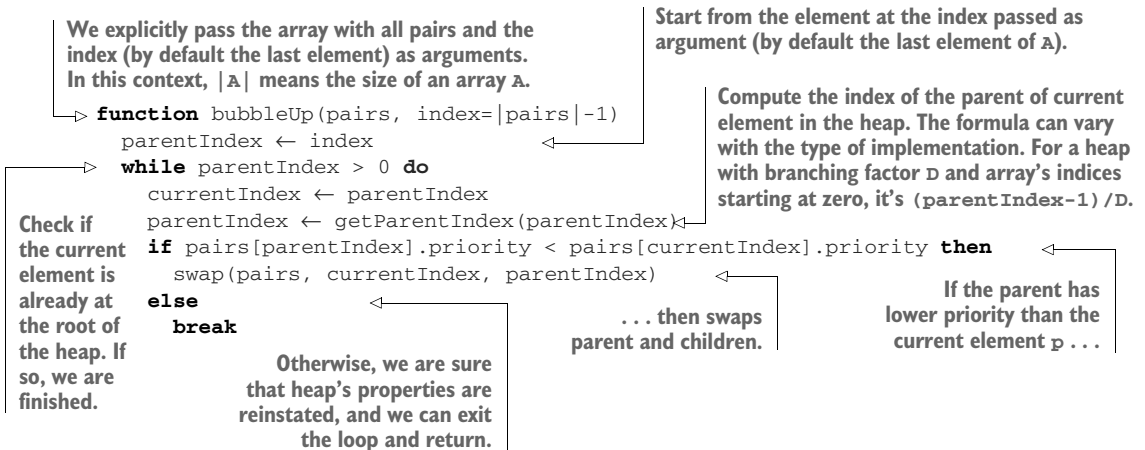 We explicitly pass the array with all pairs and the
index (by default the last element) as arguments.
In this context, |A| means the size of an array A.
Start from the element at the index passed as
argument (by default the last element of A).
function bubbleUp(pairs, index=|pairs|-1)
parentIndex ← index
Compute the index of the parent of current
element in the heap. The formula can vary
with the type of implementation. For a heap
with branching factor D and array's indices
starting at zero, it's (parentIndex-1)/D.
while parentIndex > 0 do
currentIndex ← parentIndex
parentIndex ← getParentIndex(parentIndex)
Check if
the current
element is
already at
the root of
the heap. If
so, we are
finished.
if pairs[parentIndex].priority < pairs[currentIndex].priority then
swap(pairs, currentIndex, parentIndex)
else
break
If the parent has
lower priority than the
current element p . . .
. . . then swaps
parent and children.
Otherwise, we are sure
that heap's properties are
reinstated, and we can exit
the loop and return.